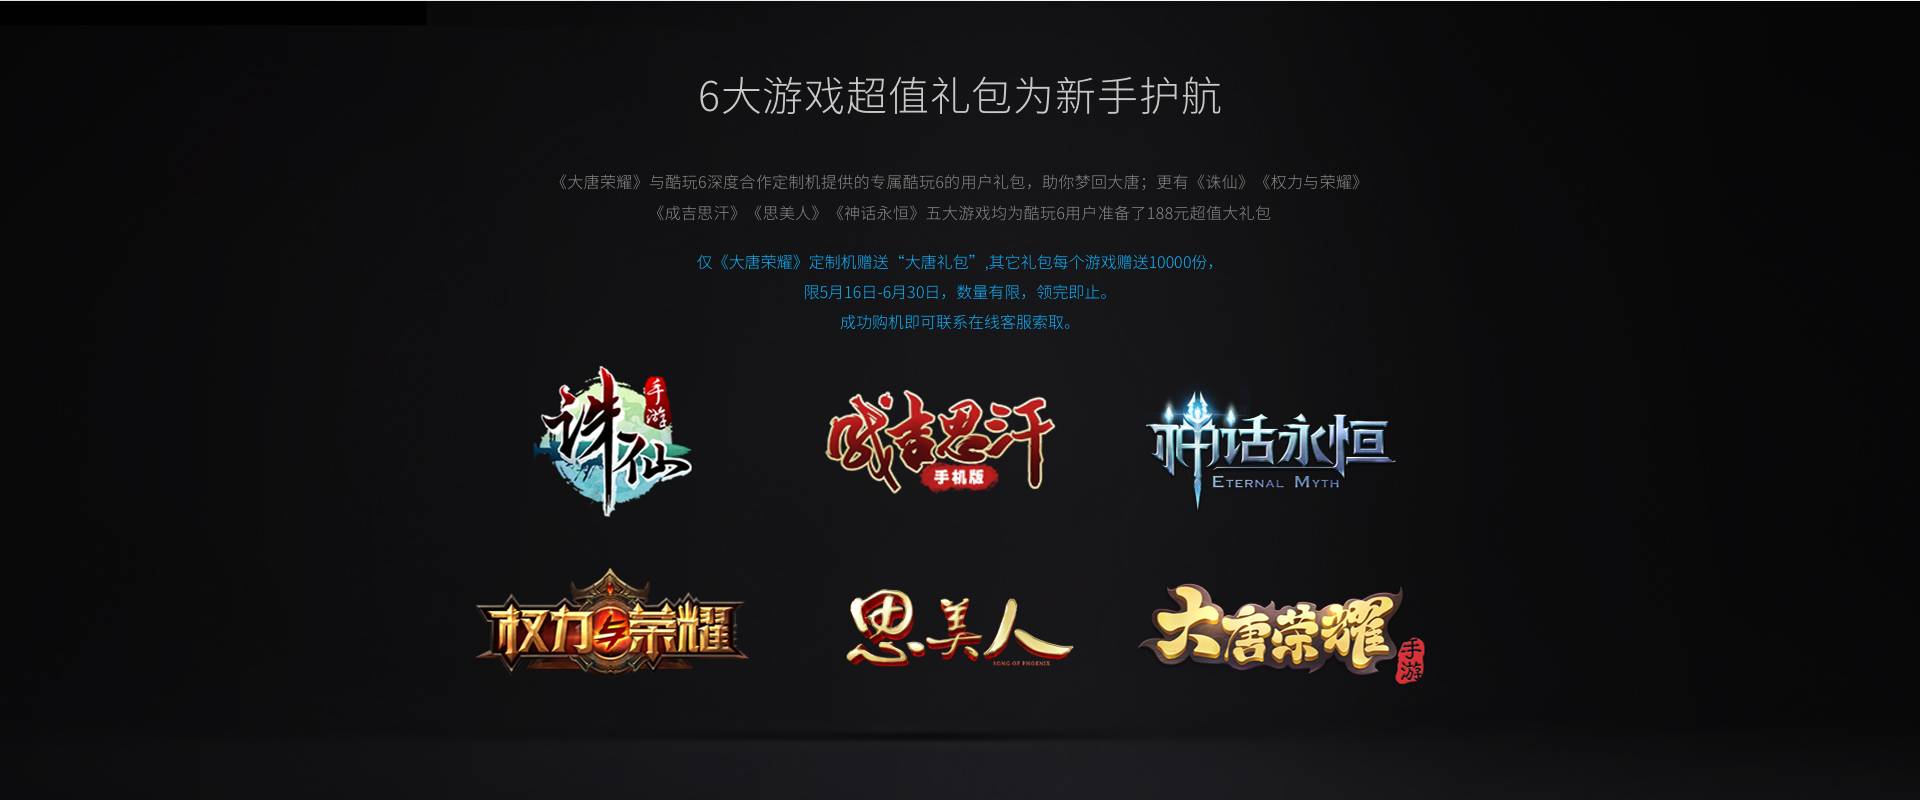 6大游戏超值礼包为新手护航
《大唐荣耀》与酷玩6深度合作定制机提供的专属酷玩6的用户礼包，助你梦回大唐；更有《诛仙》《权力与荣耀》
《成吉思汗》《思美人》《神话永恒》五大游戏均为酷玩6用户准备了188元超值大礼包
仅《大唐荣耀》定制机赠送“大唐礼包”,其它礼包每个游戏赠送10000份，
限5月16日-6月30日，数量有限，领完即止。
成功购机即可联系在线客服索取。
诛仙
手游
成吉思汗
手机版
神话永恒
ETERNAL MYTH
权力与荣耀
思美人
SONG OF PHOENIX
大唐荣耀
手游